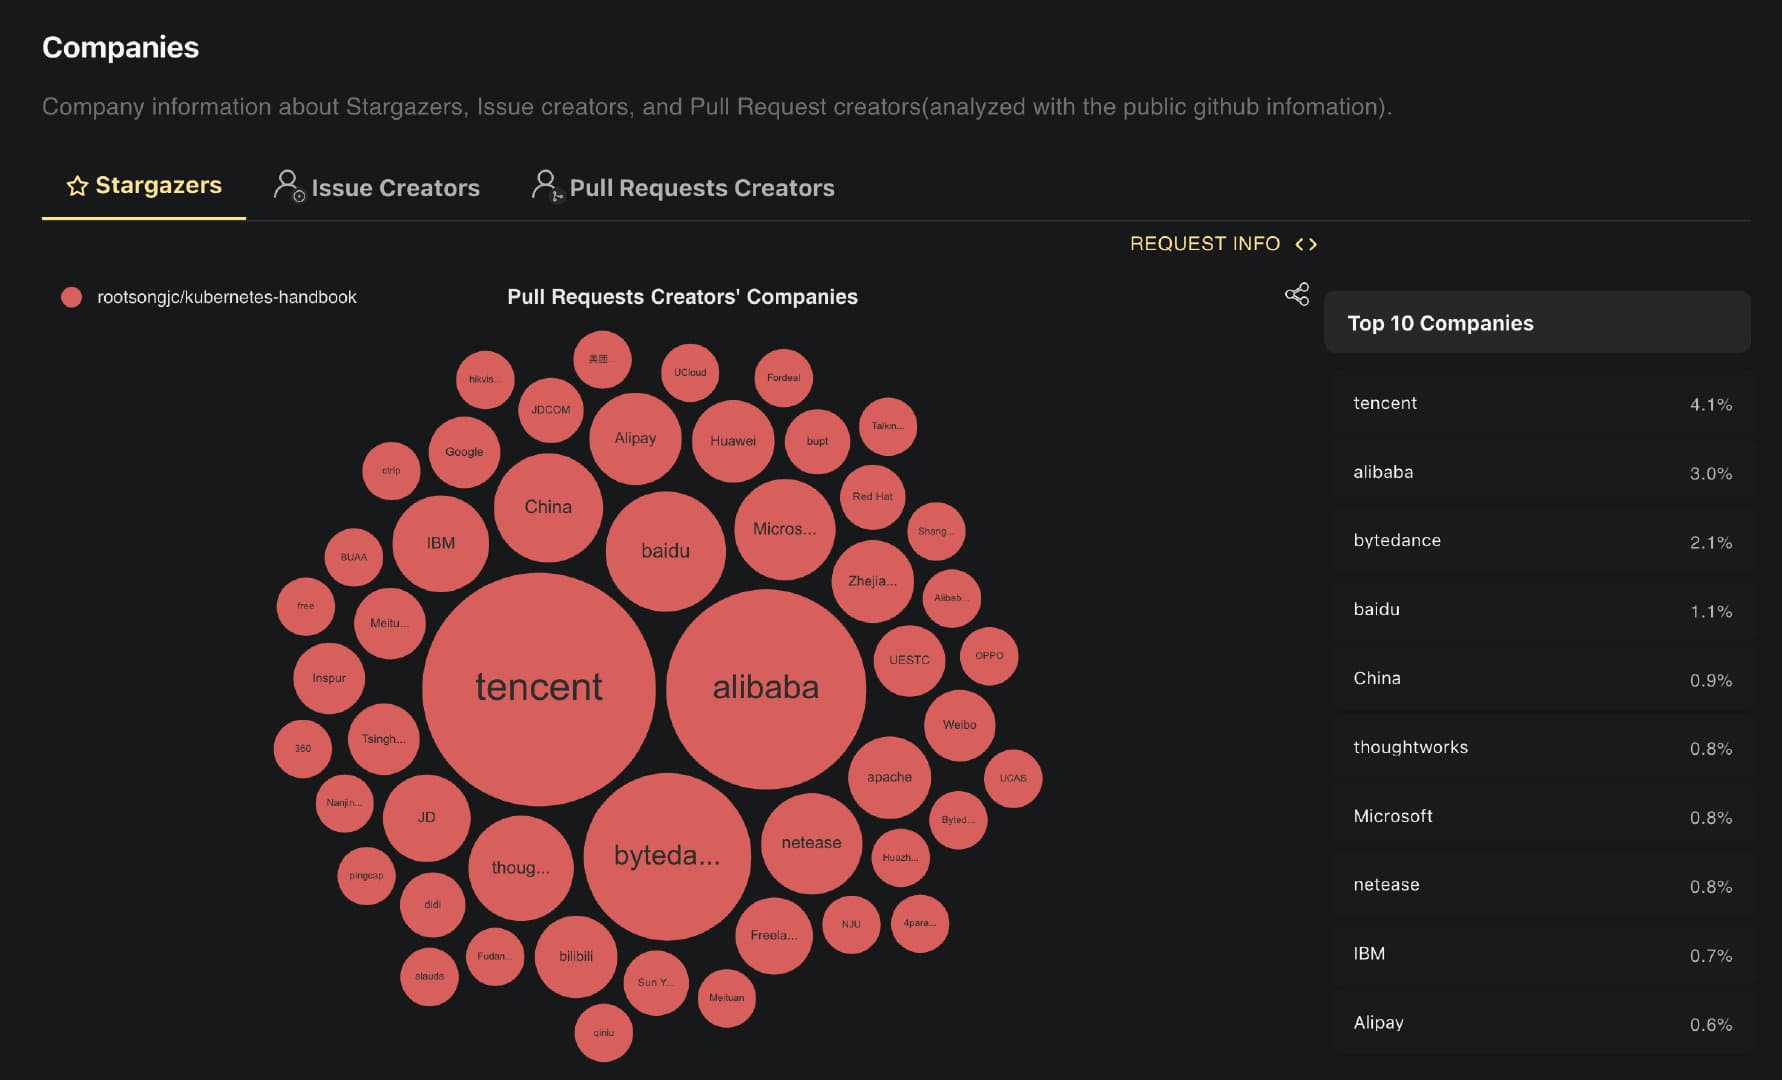 Companies
Company information about Stargazers, Issue creators, and Pull Request creators(analyzed with the public github infomation).
Stargazers
Issue Creators
Pull Requests Creators
REQUEST INFO <>
rootsongjc/kubernetes-handbook
Pull Requests Creators' Companies
美团...
UCloud
Fordeal
hikvis...
JDCOM
Alipay
Huawei
bupt
Talkin...
Google
ctrip
China
Micros...
Red Hat
Shang...
IBM
baidu
BUAA
Zhejia...
Alibab...
free
Meitu...
UESTC
OPPO
Inspur
tencent
alibaba
Weibo
360
Tsingh...
apache
UCAS
Nanjin...
JD
netease
Byted...
thoug...
byteda...
Huazh...
pingcap
didi
Freela...
NJU
4para...
alauda
Fudan...
bilibili
Sun Y...
Meituan
qiniu
Top 10 Companies
tencent 4.1%
alibaba 3.0%
bytedance 2.1%
baidu 1.1%
China 0.9%
thoughtworks 0.8%
Microsoft 0.8%
netease 0.8%
IBM 0.7%
Alipay 0.6%